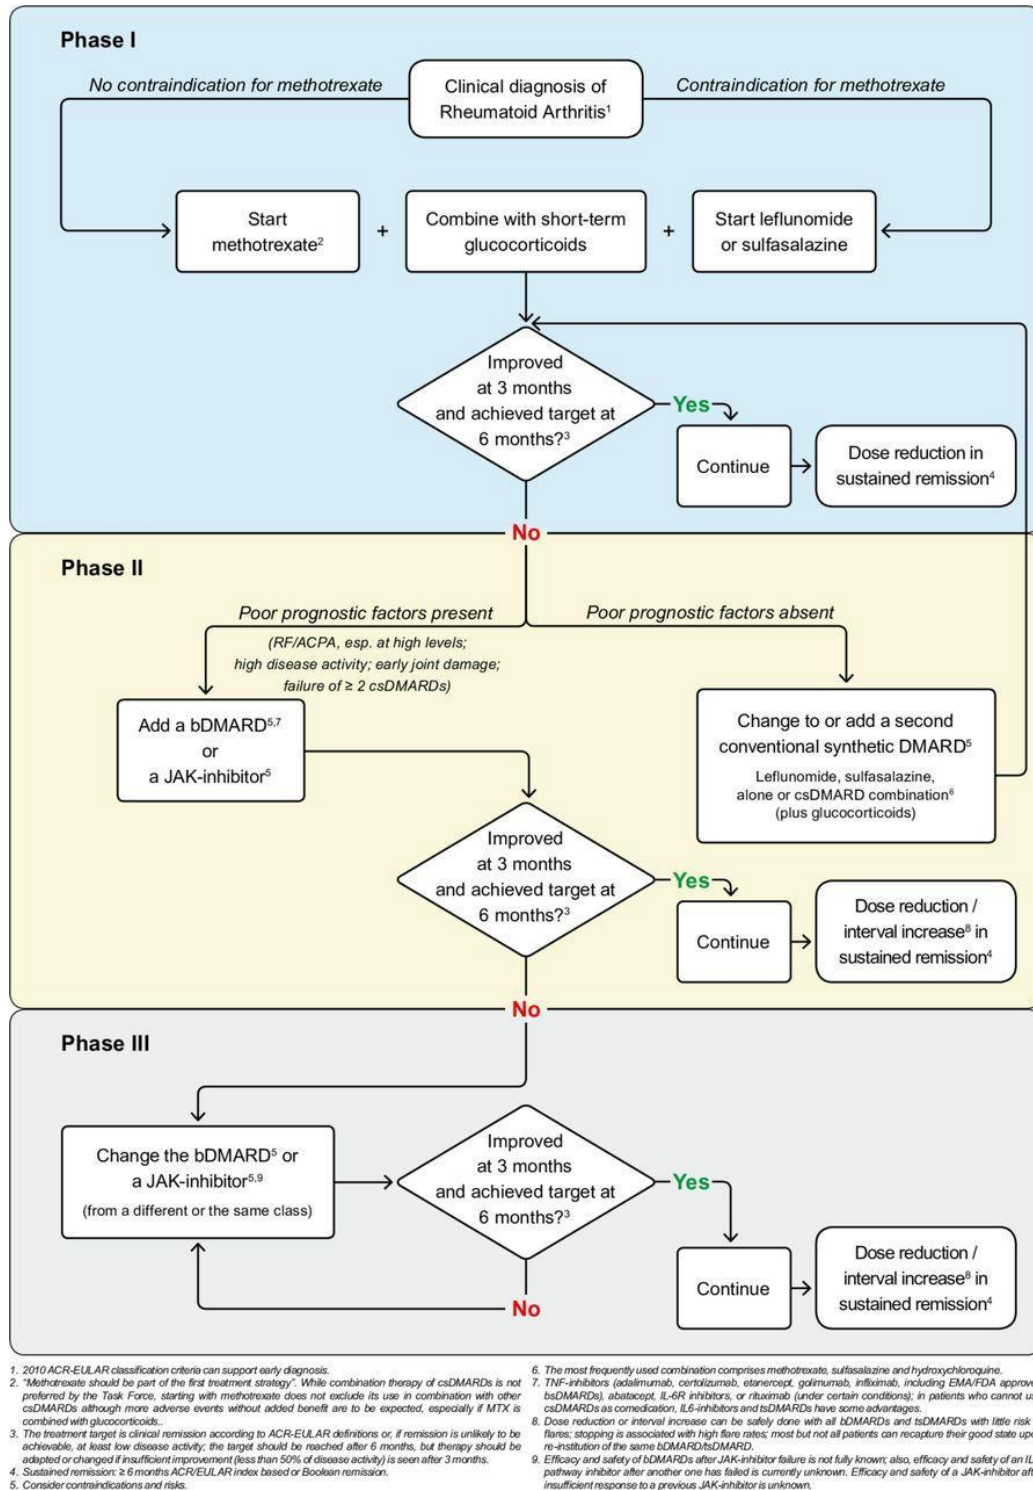 Phase I
No contraindication for methotrexate
Clinical diagnosis of
Rheumatoid Arthritis¹
Contraindication for methotrexate
Start
methotrexate²
+
Combine with short-term
glucocorticoids
+
Start leflunomide
or sulfasalazine
Improved
at 3 months
and achieved target at
6 months?³
Yes
Continue
Dose reduction in
sustained remission⁴
No
Phase II
Poor prognostic factors present
(RF/ACPA, esp. at high levels;
high disease activity; early joint damage;
failure of ≥ 2 csDMARDs)
Poor prognostic factors absent
Add a bDMARD⁵,⁷
or
a JAK-inhibitor⁵
Change to or add a second
conventional synthetic DMARD⁵
Leflunomide, sulfasalazine,
alone or csDMARD combination⁶
(plus glucocorticoids)
Improved
at 3 months
and achieved target at
6 months?³
Yes
Continue
Dose reduction /
interval increase⁸ in
sustained remission⁴
No
Phase III
Change the bDMARD⁵ or
a JAK-inhibitor⁵,⁹
(from a different or the same class)
Improved
at 3 months
and achieved target at
6 months?³
Yes
Continue
Dose reduction /
interval increase⁸ in
sustained remission⁴
No
1. 2010 ACR-EULAR classification criteria can support early diagnosis.
2. "Methotrexate should be part of the first treatment strategy". While combination therapy of csDMARDs is not
preferred by the Task Force, starting with methotrexate does not exclude its use in combination with other
csDMARDs although more adverse events without added benefit are to be expected, especially if MTX is
combined with glucocorticoids..
3. The treatment target is clinical remission according to ACR-EULAR definitions or, if remission is unlikely to be
achievable, at least low disease activity; the target should be reached after 6 months, but therapy should be
adapted or changed if insufficient improvement (less than 50% of disease activity) is seen after 3 months.
4. Sustained remission: ≥ 6 months ACR/EULAR index based or Boolean remission.
5. Consider contraindications and risks.
6. The most frequently used combination comprises methotrexate, sulfasalazine and hydroxychloroquine.
7. TNF-inhibitors (adalimumab, certolizumab, etanercept, golimumab, infliximab, including EMA/FDA approve
bsDMARDs), abatacept, IL-6R inhibitors, or rituximab (under certain conditions); in patients who cannot us
csDMARDs as comedication, IL6-inhibitors and tsDMARDs have some advantages.
8. Dose reduction or interval increase can be safely done with all bDMARDs and tsDMARDs with little risk
flares; stopping is associated with high flare rates; most but not all patients can recapture their good state upo
re-institution of the same bDMARD/tsDMARD.
9. Efficacy and safety of bDMARDs after JAK-inhibitor failure is not fully known; also, efficacy and safety of an IL
pathway inhibitor after another one has failed is currently unknown. Efficacy and safety of a JAK-inhibitor aft
insufficient response to a previous JAK-inhibitor is unknown.